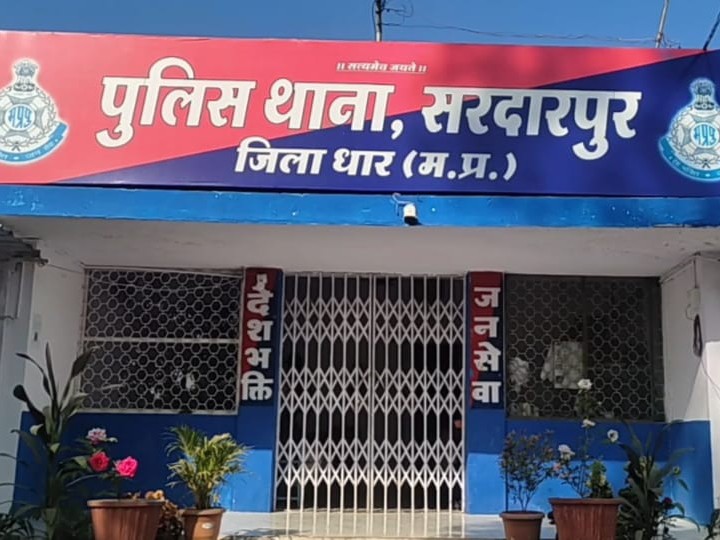 ।। सत्यमेव जयते ।।
पुलिस थाना, सरदारपुर
जिला धार (म.प्र.)
देशभक्ति
जनसेवा